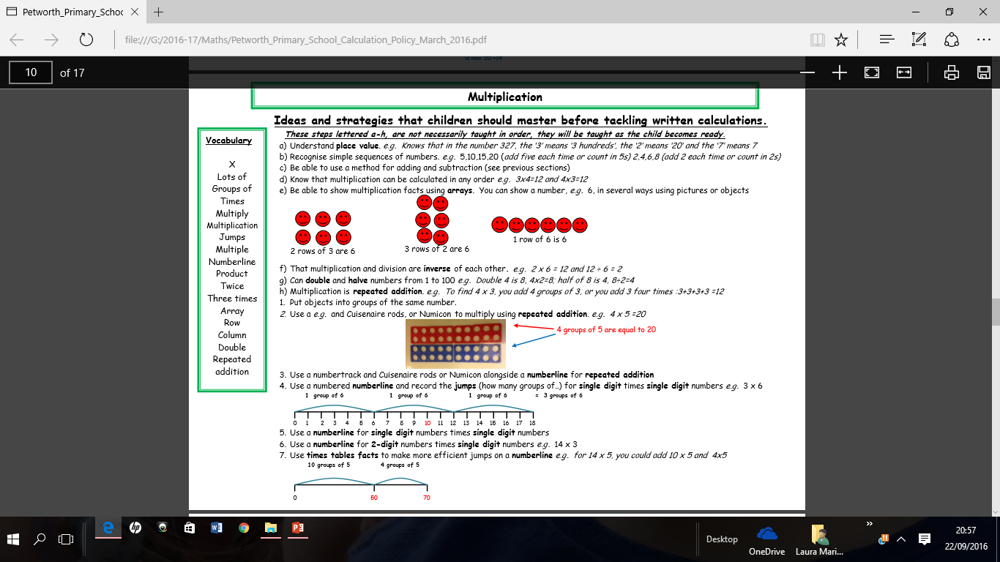 Petworth_Primary_Schoo
file:///G:/2016-17/Maths/Petworth_Primary_School_Calculation_Policy_March_2016.pdf
10 of 17
Multiplication
Ideas and strategies that children should master before tackling written calculations.
These steps lettered a-h, are not necessarily taught in order, they will be taught as the child becomes ready.
Vocabulary
X
Lots of
Groups of
Times
Multiply
Multiplication
Jumps
Multiple
Numberline
Product
Twice
Three times
Array
Row
Column
Double
Repeated
addition
a) Understand place value. e.g. Knows that in the number 327, the '3' means '3 hundreds', the '2' means '20' and the '7' means 7
b) Recognise simple sequences of numbers. e.g. 5,10,15,20 (add five each time or count in 5s) 2,4,6,8 (add 2 each time or count in 2s)
c) Be able to use a method for adding and subtraction (see previous sections)
d) Know that multiplication can be calculated in any order e.g. 3x4=12 and 4x3=12
e) Be able to show multiplication facts using arrays. You can show a number, e.g. 6, in several ways using pictures or objects
2 rows of 3 are 6
3 rows of 2 are 6
1 row of 6 is 6
f) That multiplication and division are inverse of each other. e.g. 2 x 6 = 12 and 12 ÷ 6 = 2
g) Can double and halve numbers from 1 to 100 e.g. Double 4 is 8, 4x2=8; half of 8 is 4, 8÷2=4
h) Multiplication is repeated addition. e.g. To find 4 x 3, you add 4 groups of 3, or you add 3 four times :3+3+3+3 =12
1. Put objects into groups of the same number.
2. Use a e.g. and Cuisenaire rods, or Numicon to multiply using repeated addition. e.g. 4 x 5 =20
4 groups of 5 are equal to 20
3. Use a numbertrack and Cuisenaire rods or Numicon alongside a numberline for repeated addition
4. Use a numbered numberline and record the jumps (how many groups of..) for single digit times single digit numbers e.g. 3 x 6
1 group of 6 1 group of 6 1 group of 6 = 3 groups of 6
0 1 2 3 4 5 6 7 8 9 10 11 12 13 14 15 16 17 18
5. Use a numberline for single digit numbers times single digit numbers
6. Use a numberline for 2-digit numbers times single digit numbers e.g. 14 x 3
7. Use times tables facts to make more efficient jumps on a numberline e.g. for 14 x 5, you could add 10 x 5 and 4x5
10 groups of 5 4 groups of 5
0 50 70
Desktop
OneDrive
Laura Mari...
20:57
22/09/2016